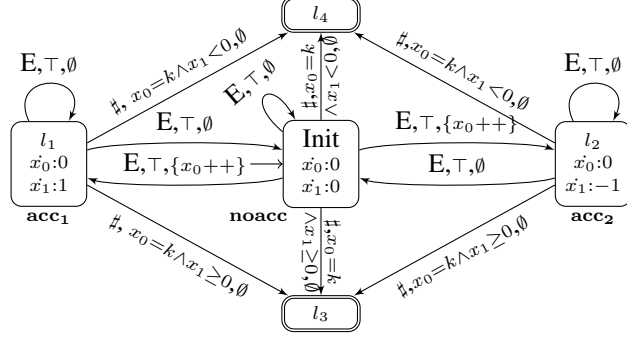 l₄
♯, x₀=k∧x₁<0,∅
♯,x₀=k
∧x₁<0,∅
♯,x₀=k∧x₁<0,∅
E,⊤,∅
E,⊤,∅
E,⊤,∅
l₁
ẋ₀:0
ẋ₁:1
acc₁
E,⊤,∅
E,⊤,{x₀++}
Init
ẋ₀:0
ẋ₁:0
noacc
E,⊤,{x₀++}
E,⊤,∅
l₂
ẋ₀:0
ẋ₁:−1
acc₂
♯, x₀=k∧x₁≥0,∅
♯,x₀=k
∧x₁≥0,∅
♯,x₀=k∧x₁≥0,∅
l₃